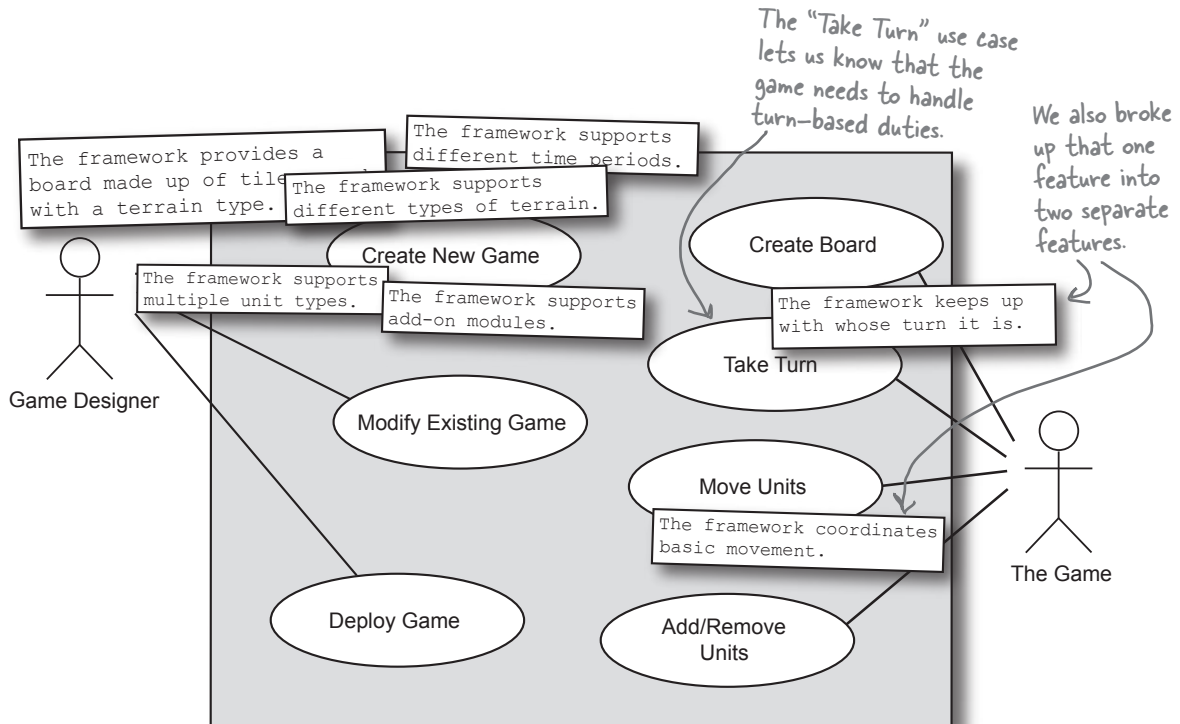 The "Take Turn" use case
lets us know that the
game needs to handle
turn-based duties.
We also broke
up that one
feature into
two separate
features.
The framework provides a
board made up of tile
with a terrain type.
The framework supports
different time periods.
The framework supports
different types of terrain.
Create New Game
Create Board
The framework supports
multiple unit types.
The framework supports
add-on modules.
The framework keeps up
with whose turn it is.
Take Turn
Game Designer
Modify Existing Game
Move Units
The framework coordinates
basic movement.
The Game
Deploy Game
Add/Remove
Units